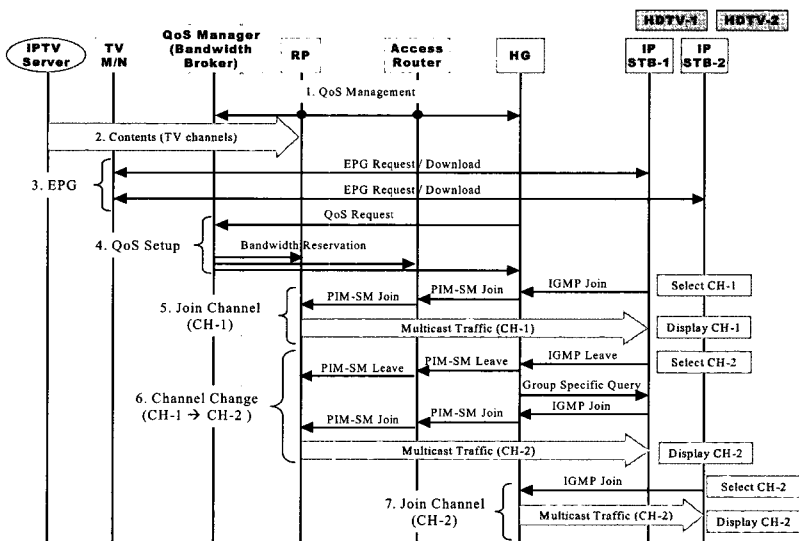 HDTV-1 HDTV-2
IPTV Server
TV M/N
QoS Manager (Bandwidth Broker)
RP
Access Router
HG
IP STB-1
IP STB-2
1. QoS Management
2. Contents (TV channels)
EPG Request / Download
3. EPG
EPG Request / Download
QoS Request
4. QoS Setup
Bandwidth Reservation
IGMP Join
Select CH-1
PIM-SM Join
PIM-SM Join
5. Join Channel
(CH-1)
Multicast Traffic (CH-1)
Display CH-1
IGMP Leave
Select CH-2
PIM-SM Leave
PIM-SM Leave
Group Specific Query
6. Channel Change
(CH-1 → CH-2 )
IGMP Join
PIM-SM Join
PIM-SM Join
Multicast Traffic (CH-2)
Display CH-2
IGMP Join
Select CH-2
7. Join Channel
(CH-2)
Multicast Traffic (CH-2)
Display CH-2